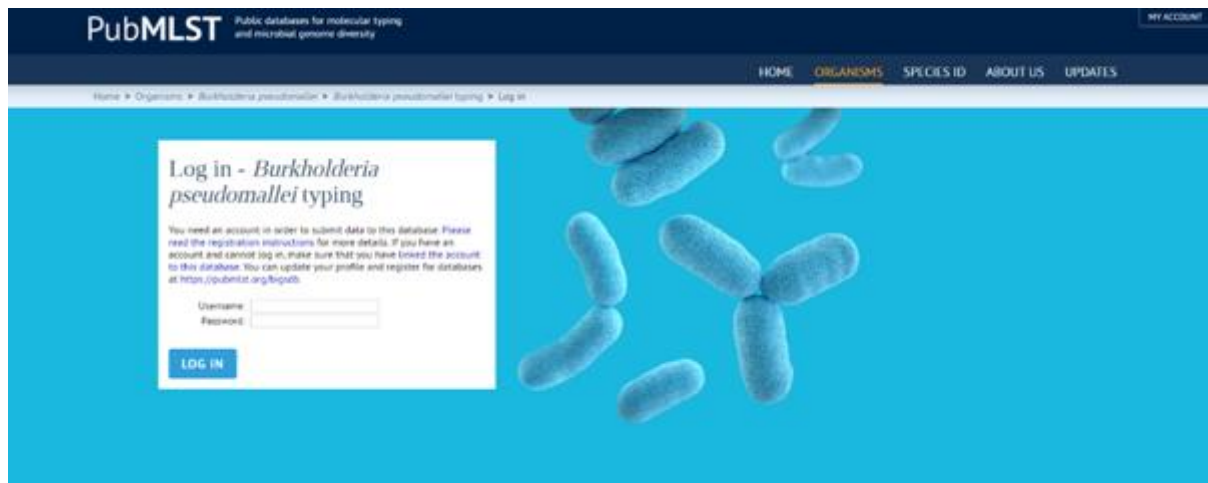 PubMLST
Public databases for molecular typing
and microbial genome diversity
MY ACCOUNT
HOME ORGANISMS SPECIES ID ABOUT US UPDATES
Home > Organisms > Burkholderia pseudomallei > Burkholderia pseudomallei typing > Log in
Log in - Burkholderia
pseudomallei typing
You need an account in order to submit data to this database. Please
read the registration instructions for more details. If you have an
account and cannot log in, make sure that you have linked the account
to this database. You can update your profile and register for databases
at https://pubmlst.org/bigsdb.
Username:
Password:
LOG IN